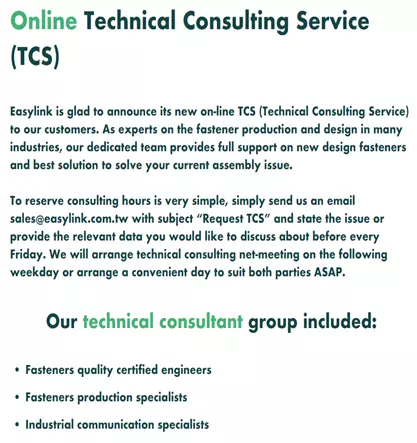 Online Technical Consulting Service
(TCS)
Easylink is glad to announce its new on-line TCS (Technical Consulting Service)
to our customers. As experts on the fastener production and design in many
industries, our dedicated team provides full support on new design fasteners
and best solution to solve your current assembly issue.
To reserve consulting hours is very simple, simply send us an email
sales@easylink.com.tw with subject “Request TCS” and state the issue or
provide the relevant data you would like to discuss about before every
Friday. We will arrange technical consulting net-meeting on the following
weekday or arrange a convenient day to suit both parties ASAP.
Our technical consultant group included:
• Fasteners quality certified engineers
• Fasteners production specialists
• Industrial communication specialists